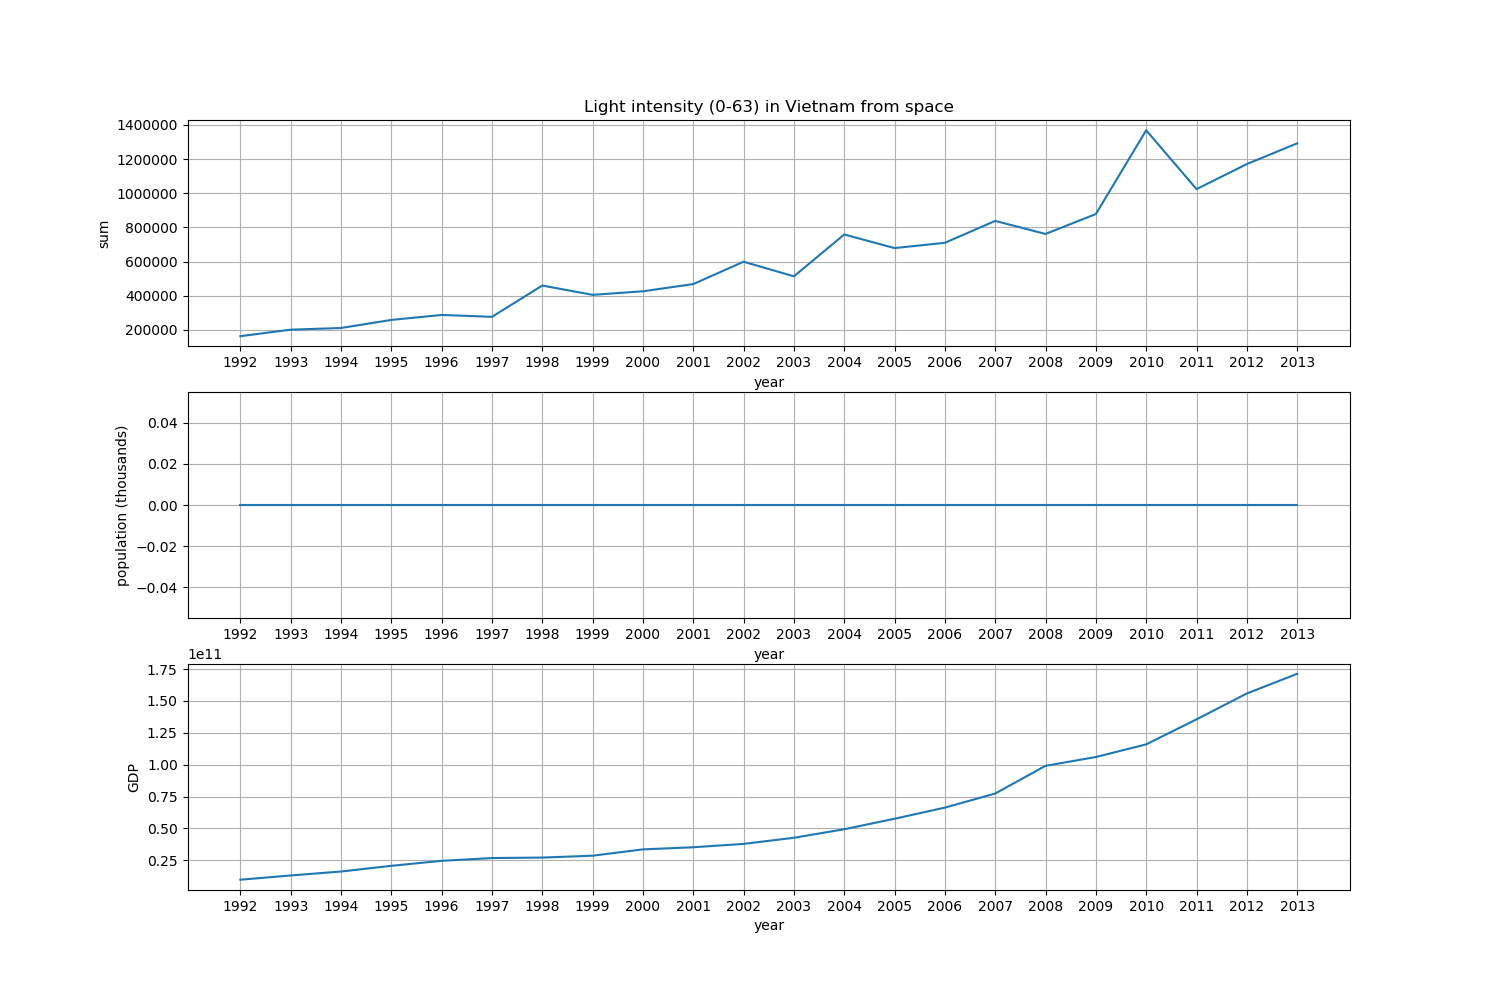 Light intensity (0-63) in Vietnam from space
1400000
1200000
1000000
800000
600000
400000
200000
sum
1992 1993 1994 1995 1996 1997 1998 1999 2000 2001 2002 2003 2004 2005 2006 2007 2008 2009 2010 2011 2012 2013
year
0.04
0.02
0.00
−0.02
−0.04
population (thousands)
1992 1993 1994 1995 1996 1997 1998 1999 2000 2001 2002 2003 2004 2005 2006 2007 2008 2009 2010 2011 2012 2013
year
1e11
1.75
1.50
1.25
1.00
0.75
0.50
0.25
GDP
1992 1993 1994 1995 1996 1997 1998 1999 2000 2001 2002 2003 2004 2005 2006 2007 2008 2009 2010 2011 2012 2013
year